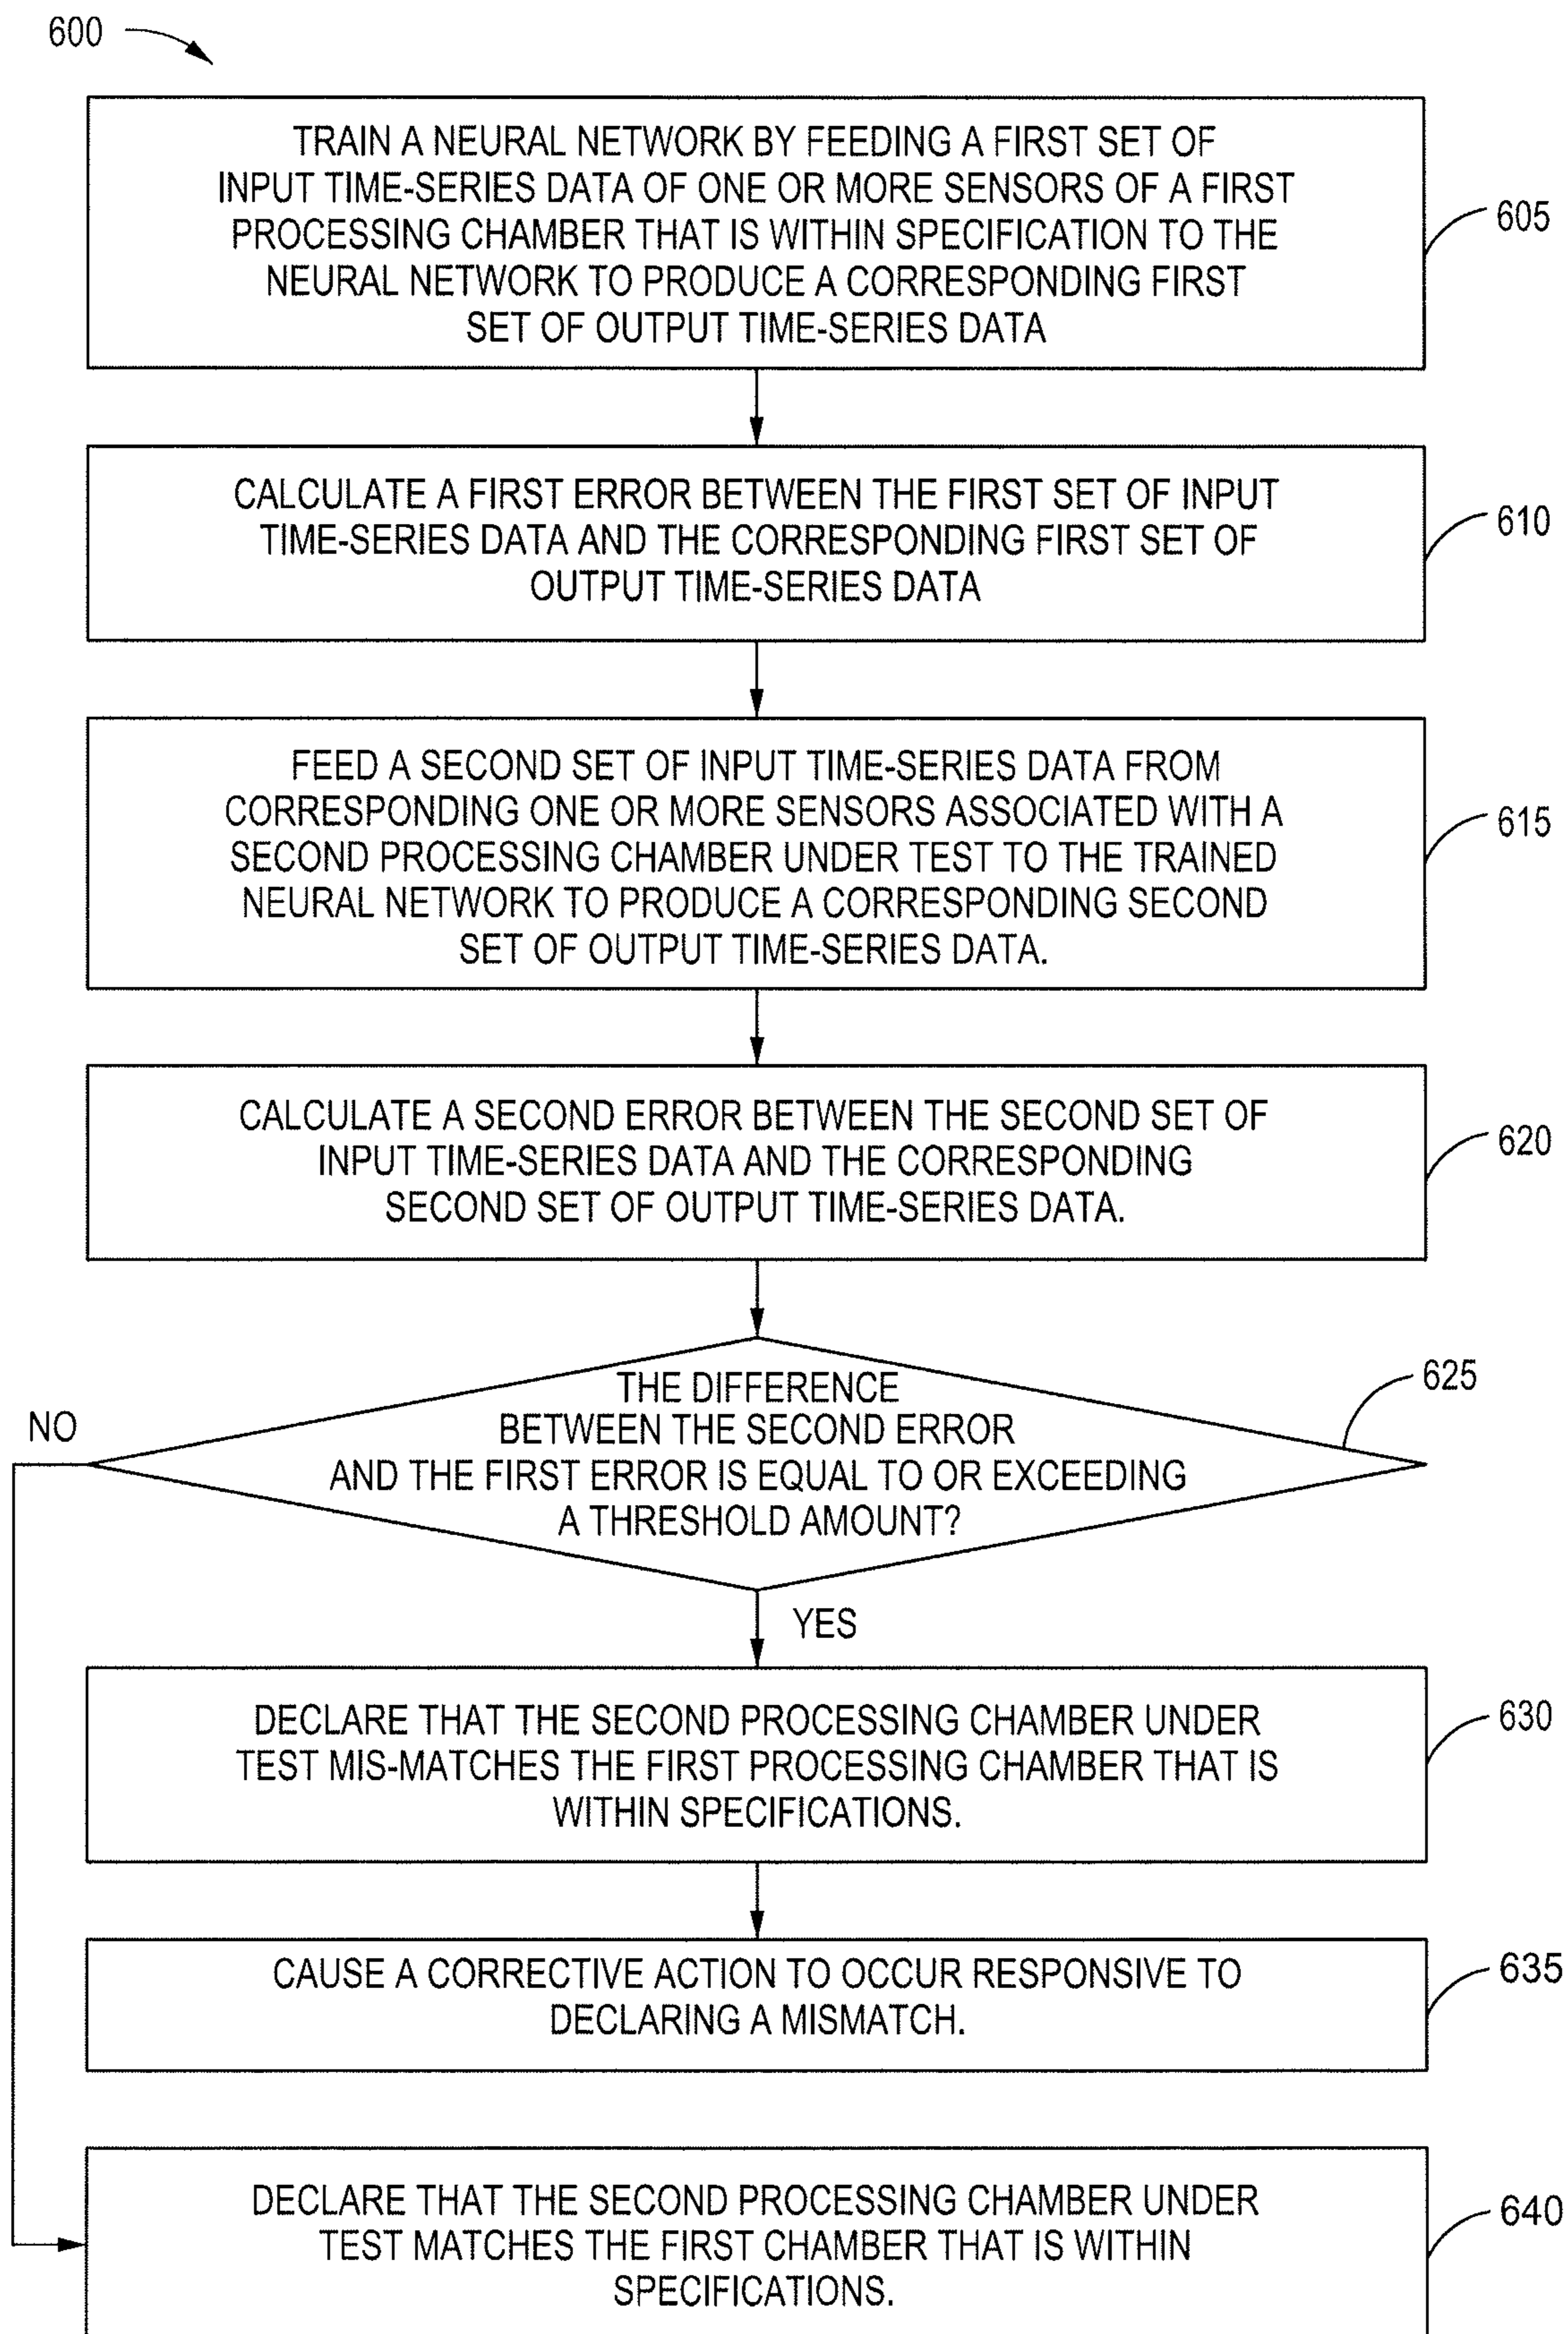 600
TRAIN A NEURAL NETWORK BY FEEDING A FIRST SET OF
INPUT TIME-SERIES DATA OF ONE OR MORE SENSORS OF A FIRST
PROCESSING CHAMBER THAT IS WITHIN SPECIFICATION TO THE
NEURAL NETWORK TO PRODUCE A CORRESPONDING FIRST
SET OF OUTPUT TIME-SERIES DATA
605
CALCULATE A FIRST ERROR BETWEEN THE FIRST SET OF INPUT
TIME-SERIES DATA AND THE CORRESPONDING FIRST SET OF
OUTPUT TIME-SERIES DATA
610
FEED A SECOND SET OF INPUT TIME-SERIES DATA FROM
CORRESPONDING ONE OR MORE SENSORS ASSOCIATED WITH A
SECOND PROCESSING CHAMBER UNDER TEST TO THE TRAINED
NEURAL NETWORK TO PRODUCE A CORRESPONDING SECOND
SET OF OUTPUT TIME-SERIES DATA.
615
CALCULATE A SECOND ERROR BETWEEN THE SECOND SET OF
INPUT TIME-SERIES DATA AND THE CORRESPONDING
SECOND SET OF OUTPUT TIME-SERIES DATA.
620
THE DIFFERENCE
BETWEEN THE SECOND ERROR
AND THE FIRST ERROR IS EQUAL TO OR EXCEEDING
A THRESHOLD AMOUNT?
625
NO
YES
DECLARE THAT THE SECOND PROCESSING CHAMBER UNDER
TEST MIS-MATCHES THE FIRST PROCESSING CHAMBER THAT IS
WITHIN SPECIFICATIONS.
630
CAUSE A CORRECTIVE ACTION TO OCCUR RESPONSIVE TO
DECLARING A MISMATCH.
635
DECLARE THAT THE SECOND PROCESSING CHAMBER UNDER
TEST MATCHES THE FIRST CHAMBER THAT IS WITHIN
SPECIFICATIONS.
640